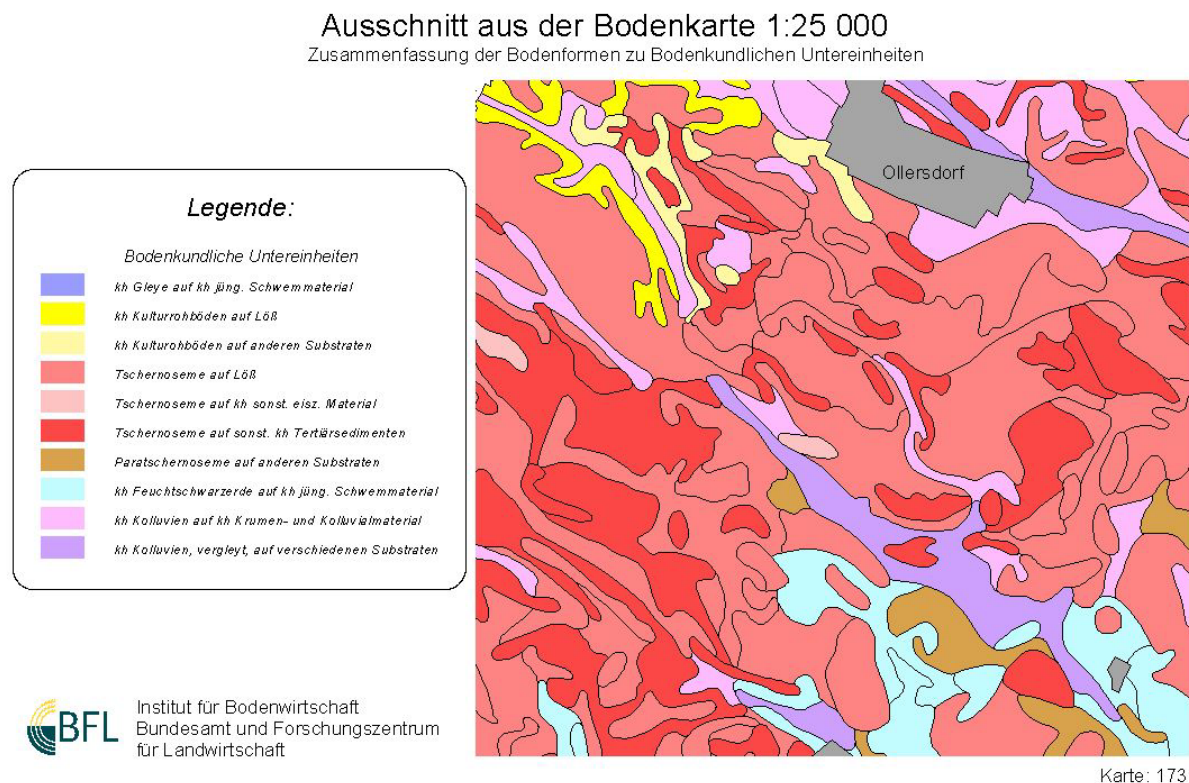 Ausschnitt aus der Bodenkarte 1:25 000
Zusammenfassung der Bodenformen zu Bodenkundlichen Untereinheiten
Legende:
Bodenkundliche Untereinheiten
kh Gleye auf kh jüng. Schwemmaterial
kh Kulturrohböden auf Löß
kh Kulturohböden auf anderen Substraten
Tschernoseme auf Löß
Tschernoseme auf kh sonst. eisz. Material
Tschernoseme auf sonst. kh Tertiärsedimenten
Paratschernoseme auf anderen Substraten
kh Feuchtschwarzerde auf kh jüng. Schwemmaterial
kh Kolluvien auf kh Krumen- und Kolluvialmaterial
kh Kolluvien, vergleyt, auf verschiedenen Substraten
Ollersdorf
BFL
Institut für Bodenwirtschaft
Bundesamt und Forschungszentrum
für Landwirtschaft
Karte: 173